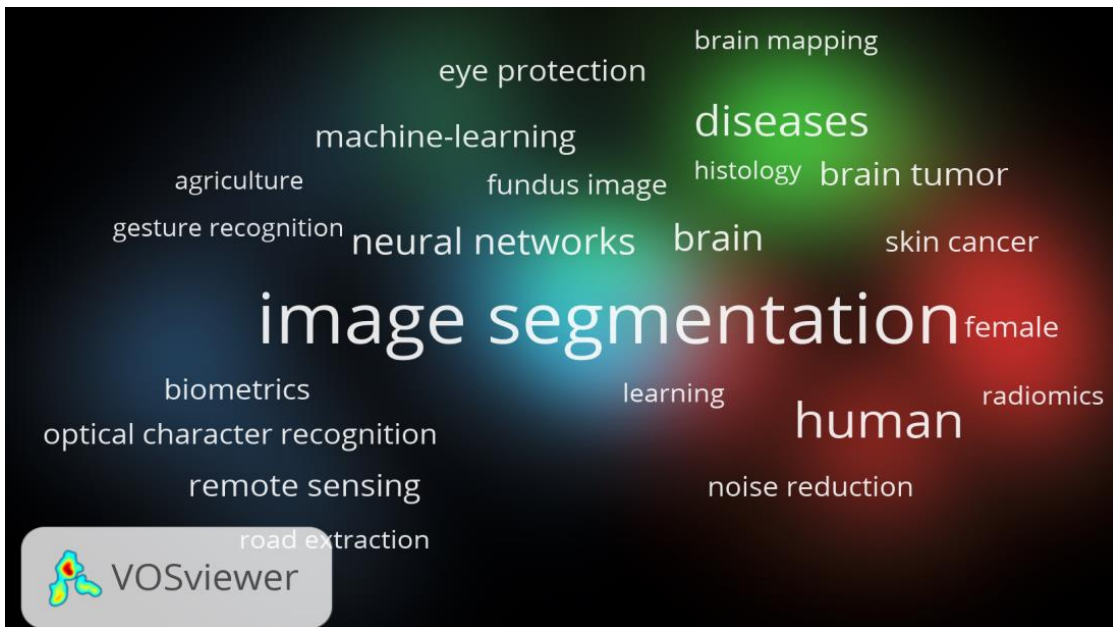 brain mapping
eye protection
diseases
machine-learning
histology
brain tumor
agriculture
fundus image
gesture recognition
neural networks
brain
skin cancer
image segmentation
female
biometrics
learning
radiomics
human
optical character recognition
remote sensing
noise reduction
road extraction
VOSviewer